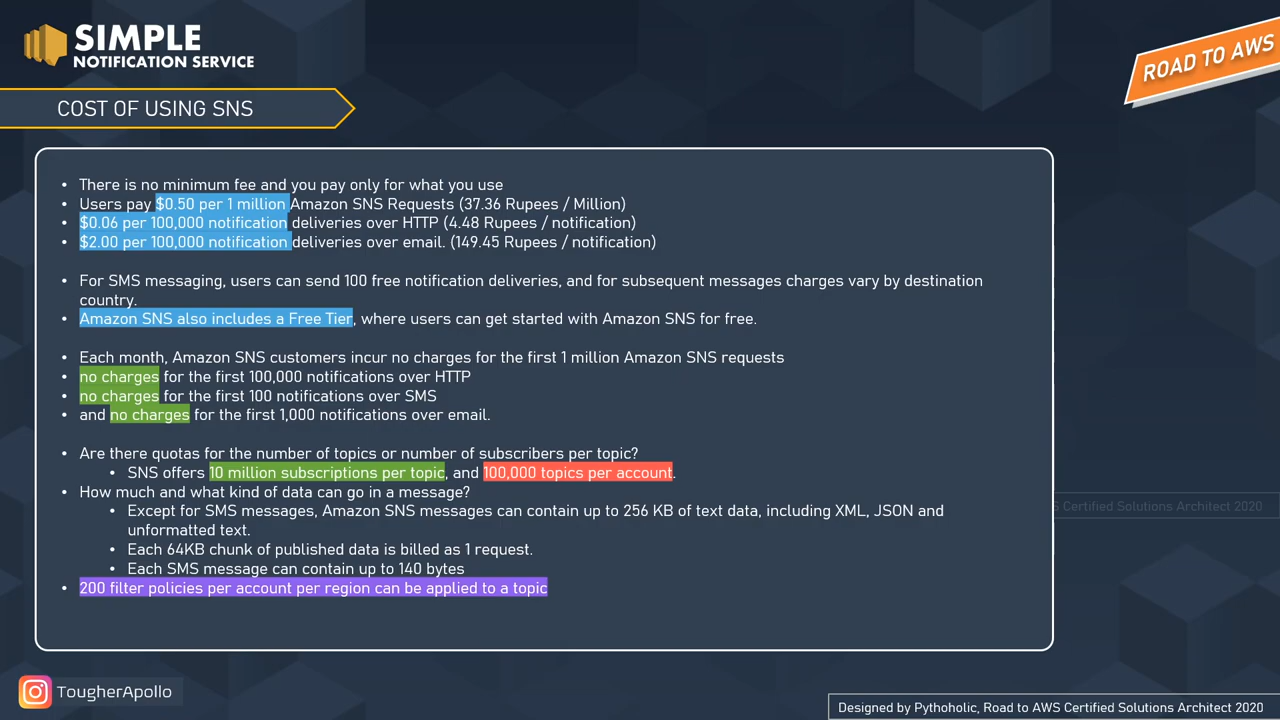 SIMPLE
NOTIFICATION SERVICE
ROAD TO AWS
COST OF USING SNS
• There is no minimum fee and you pay only for what you use
• Users pay $0.50 per 1 million Amazon SNS Requests (37.36 Rupees / Million)
• $0.06 per 100,000 notification deliveries over HTTP (4.48 Rupees / notification)
• $2.00 per 100,000 notification deliveries over email. (149.45 Rupees / notification)
• For SMS messaging, users can send 100 free notification deliveries, and for subsequent messages charges vary by destination
country.
• Amazon SNS also includes a Free Tier, where users can get started with Amazon SNS for free.
• Each month, Amazon SNS customers incur no charges for the first 1 million Amazon SNS requests
• no charges for the first 100,000 notifications over HTTP
• no charges for the first 100 notifications over SMS
• and no charges for the first 1,000 notifications over email.
• Are there quotas for the number of topics or number of subscribers per topic?
• SNS offers 10 million subscriptions per topic, and 100,000 topics per account.
• How much and what kind of data can go in a message?
• Except for SMS messages, Amazon SNS messages can contain up to 256 KB of text data, including XML, JSON and
unformatted text.
• Each 64KB chunk of published data is billed as 1 request.
• Each SMS message can contain up to 140 bytes
• 200 filter policies per account per region can be applied to a topic
S Certified Solutions Architect 2020
TougherApollo
Designed by Pythoholic, Road to AWS Certified Solutions Architect 2020